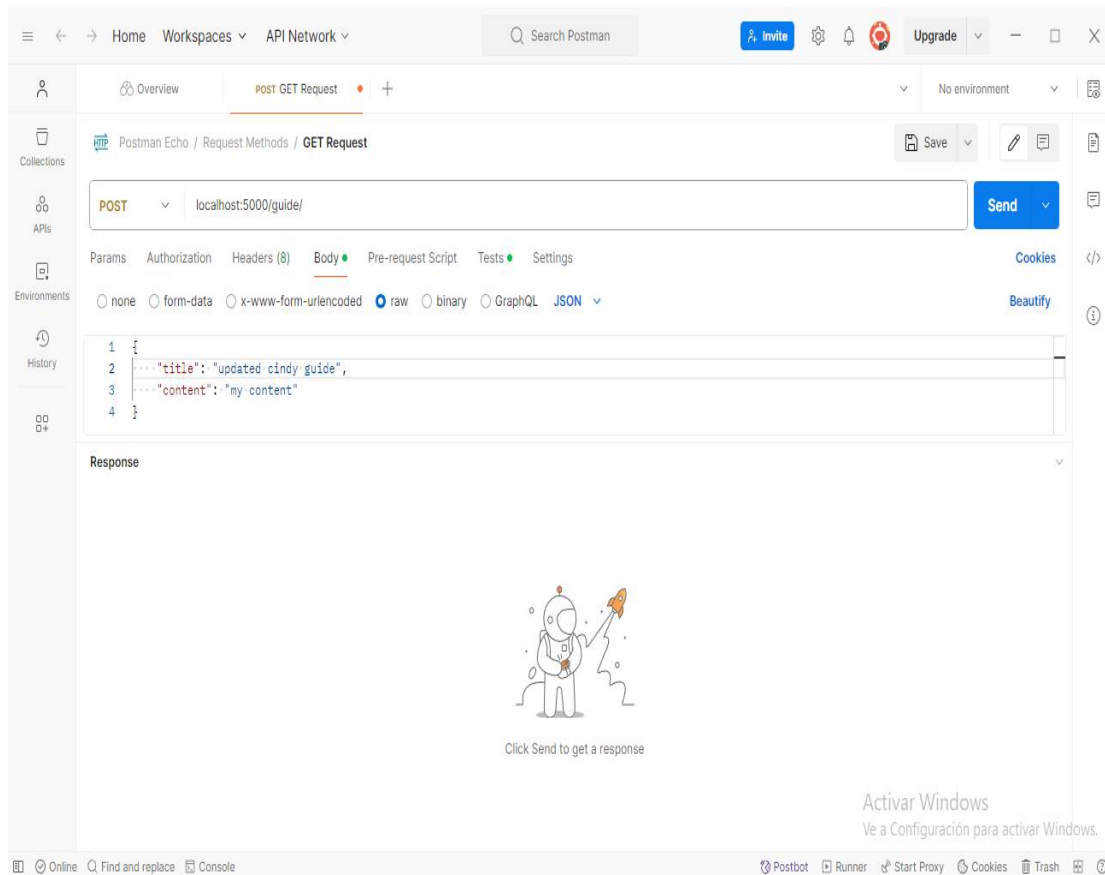 Home Workspaces API Network Search Postman Invite Upgrade
Overview POST GET Request No environment
HTTP Postman Echo / Request Methods / GET Request Save
Collections
APIs
Environments
History
POST localhost:5000/guide/ Send
Params Authorization Headers (8) Body Pre-request Script Tests Settings Cookies
none form-data x-www-form-urlencoded raw binary GraphQL JSON Beautify
1 {
2 "title": "updated cindy guide",
3 "content": "my content"
4 }
Response
Click Send to get a response
Activar Windows
Ve a Configuración para activar Windows.
Online Find and replace Console Postbot Runner Start Proxy Cookies Trash